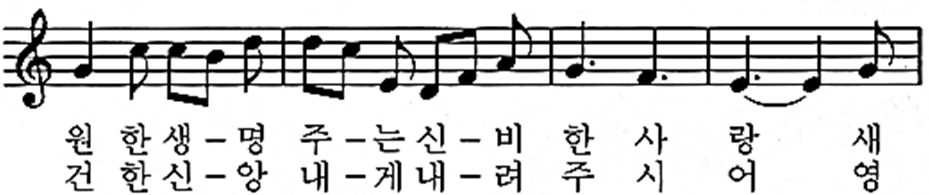 원 한 생 – 명 주 – 는 신 – 비 한 사 랑 새
건 한 신 – 앙 내 – 게 내 – 려 주 시 어 영